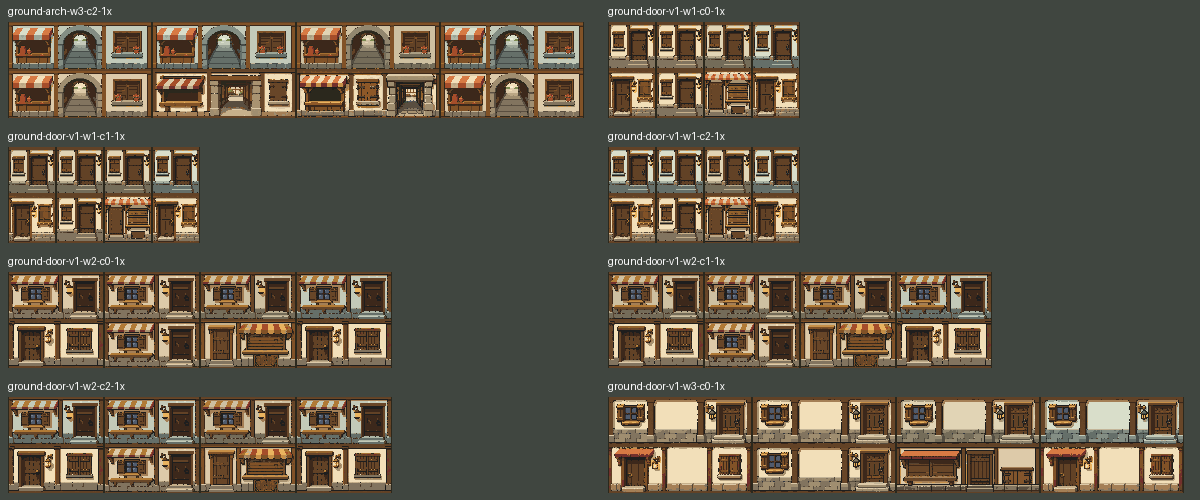 ground-arch-w3-c2-1x
ground-door-v1-w1-c0-1x
ground-door-v1-w1-c1-1x
ground-door-v1-w1-c2-1x
ground-door-v1-w2-c0-1x
ground-door-v1-w2-c1-1x
ground-door-v1-w2-c2-1x
ground-door-v1-w3-c0-1x